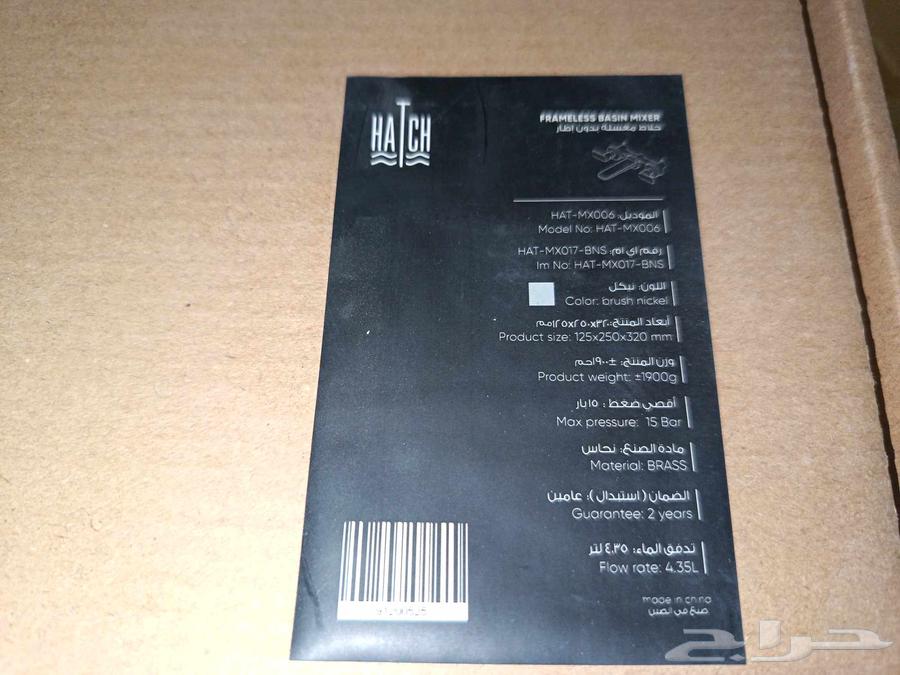 HATCH
FRAMELESS BASIN MIXER
خلاط مغسلة بدون اطار
الموديل: HAT-MX006
Model No: HAT-MX006
رقم اي ام: HAT-MX017-BNS
Im No: HAT-MX017-BNS
اللون: نيكل
Color: brush nickel
أبعاد المنتج: ٣٢٠x٢٥٠x١٢٥مم
Product size: 125x250x320 mm
وزن المنتج: ±١٩٠٠جم
Product weight: ±1900g
أقصي ضغط : ١٥ بار
Max pressure: 15 Bar
مادة الصنع: نحاس
Material: BRASS
الضمان ( استبدال ): عامين
Guarantee: 2 years
تدفق الماء: ٤.٣٥ لتر
Flow rate: 4.35L
made in china
صنع في الصين
حراج